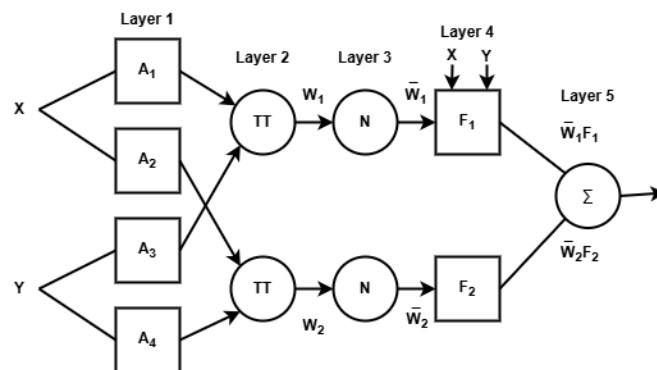 Layer 1
Layer 2
Layer 3
Layer 4
Layer 5
X
Y
A₁
A₂
A₃
A₄
TT
TT
W₁
W₂
N
N
W̅₁
W̅₂
X
Y
F₁
F₂
W̅₁F₁
W̅₂F₂
Σ